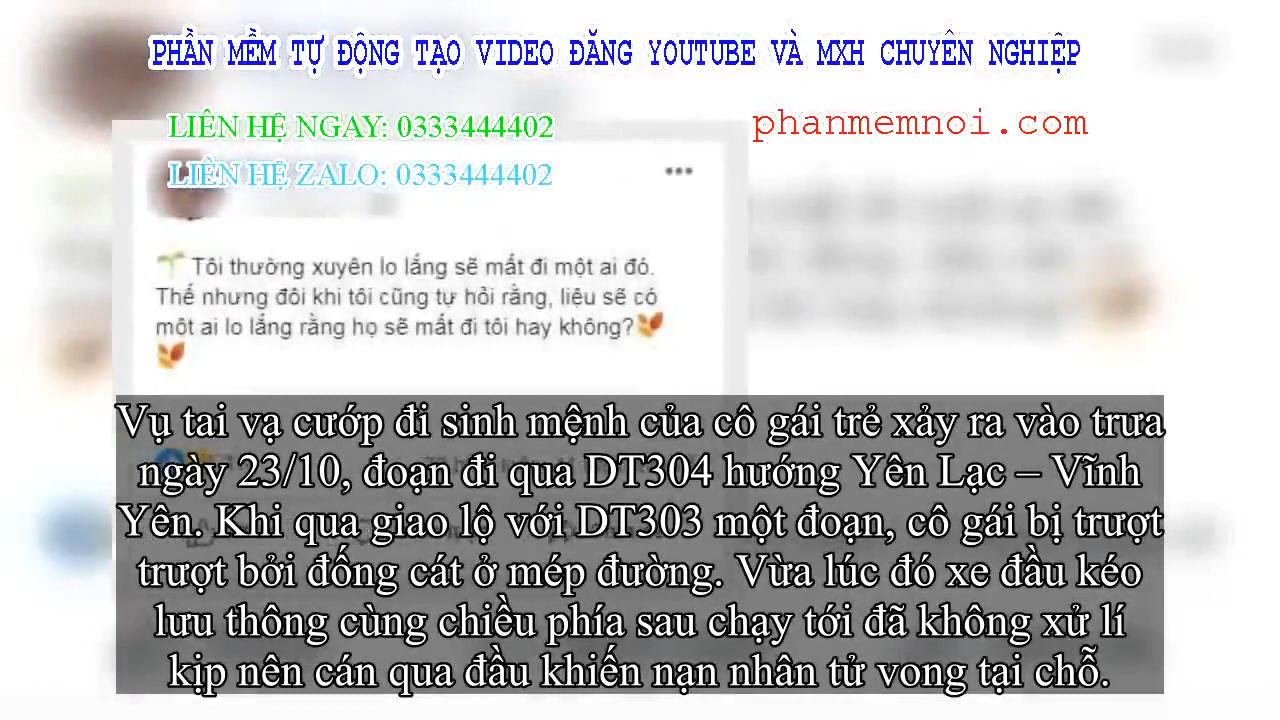 PHẦN MỀM TỰ ĐỘNG TẠO VIDEO ĐĂNG YOUTUBE VÀ MXH CHUYÊN NGHIỆP
LIÊN HỆ NGAY: 0333444402
phanmemnoi.com
LIÊN HỆ ZALO: 0333444402
Tôi thường xuyên lo lắng sẽ mất đi một ai đó.
Thế nhưng đôi khi tôi cũng tự hỏi rằng, liệu sẽ có
một ai lo lắng rằng họ sẽ mất đi tôi hay không?
Vụ tai vạ cướp đi sinh mệnh của cô gái trẻ xảy ra vào trưa
ngày 23/10, đoạn đi qua DT304 hướng Yên Lạc – Vĩnh
Yên. Khi qua giao lộ với DT303 một đoạn, cô gái bị trượt
trượt bởi đống cát ở mép đường. Vừa lúc đó xe đầu kéo
lưu thông cùng chiều phía sau chạy tới đã không xử lí
kịp nên cán qua đầu khiến nạn nhân tử vong tại chỗ.